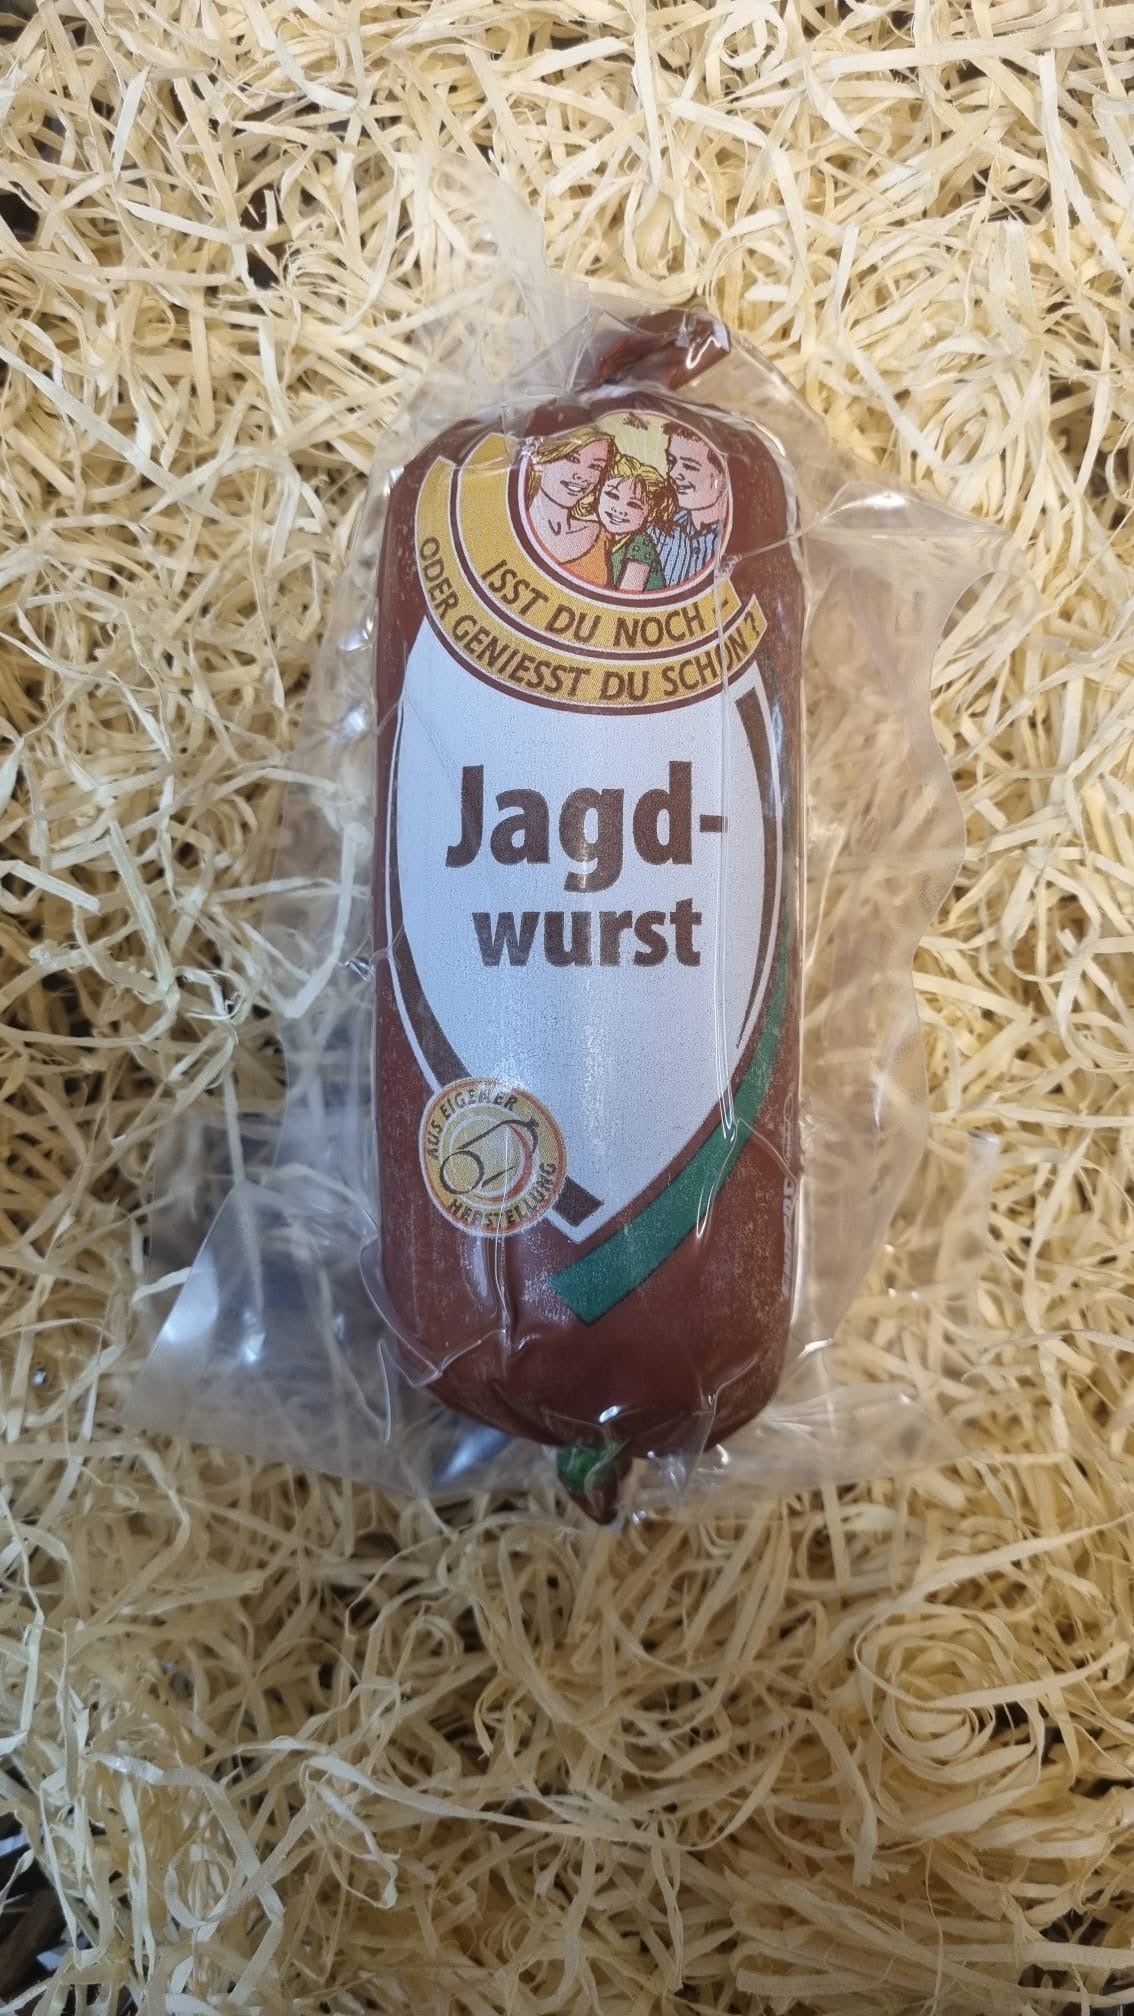 ISST DU NOCH –
ODER GENIESST DU SCHON ?
Jagd-
wurst
AUS EIGENER
HERSTELLUNG